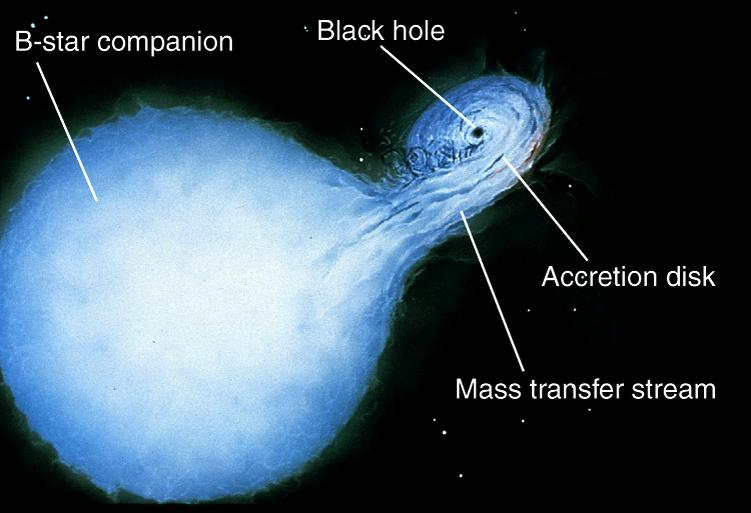 B-star companion
Black hole
Accretion disk
Mass transfer stream